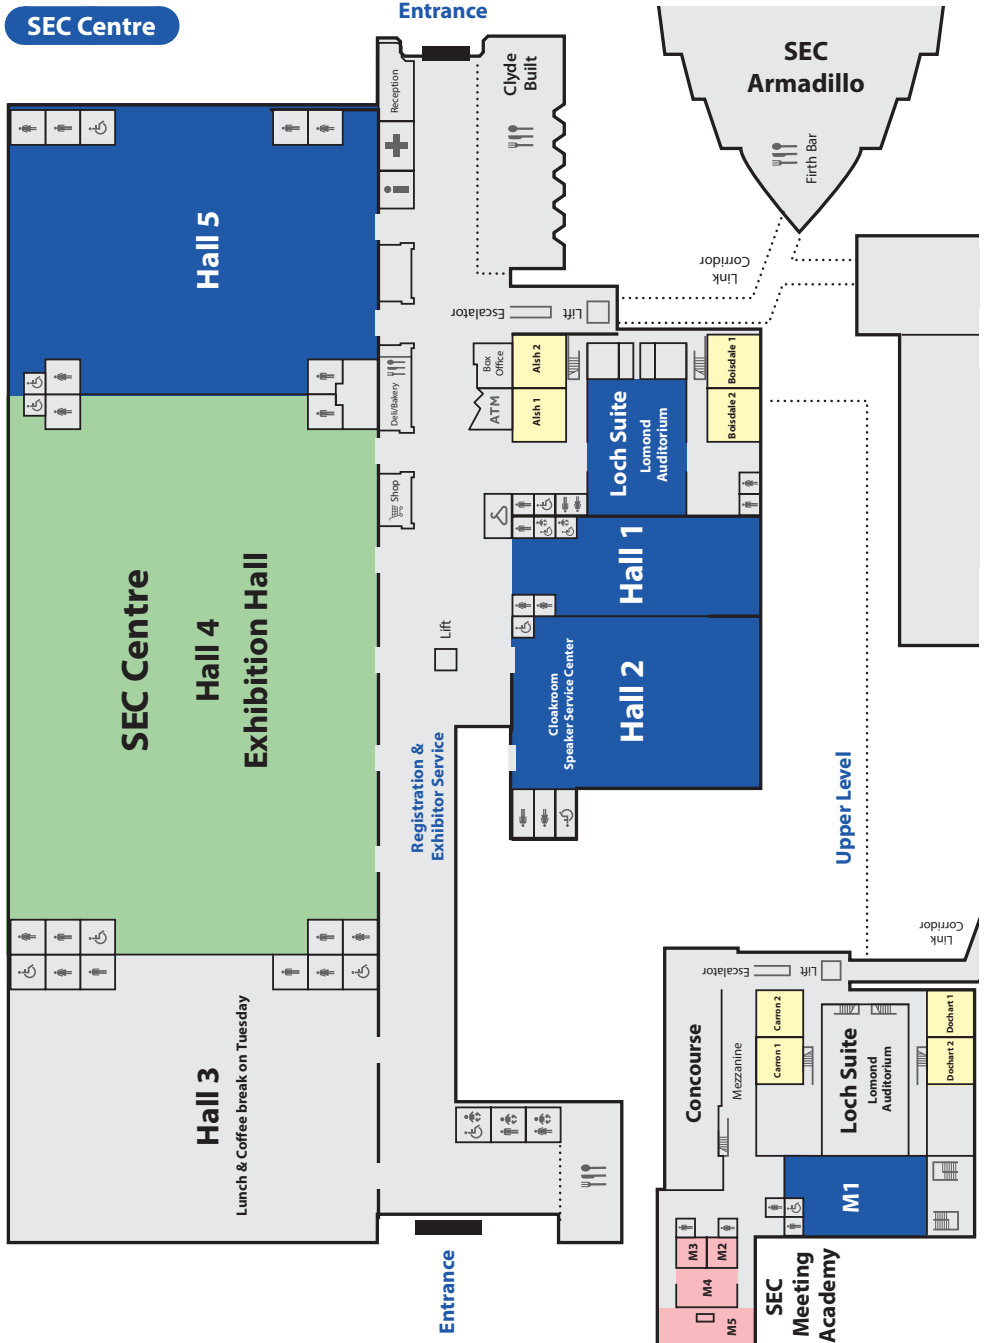 SEC Centre
Entrance
Reception
Clyde
Built
SEC
Armadillo
Firth Bar
Hall 5
Link
Corridor
Escalator
Lift
Box
Office
ATM
Alsh 2
Alsh 1
Boisdale 1
Boisdale 2
Deli/Bakery
Shop
Loch Suite
Lomond
Auditorium
Hall 1
SEC Centre
Hall 4
Exhibition Hall
Lift
Cloakroom
Speaker Service Center
Hall 2
Registration &
Exhibitor Service
Upper Level
Link
Corridor
Escalator
Lift
Hall 3
Lunch & Coffee break on Tuesday
Concourse
Mezzanine
Carron 2
Carron 1
Loch Suite
Lomond
Auditorium
Dochart 1
Dochart 2
M1
M3
M2
M4
M5
SEC
Meeting
Academy
Entrance